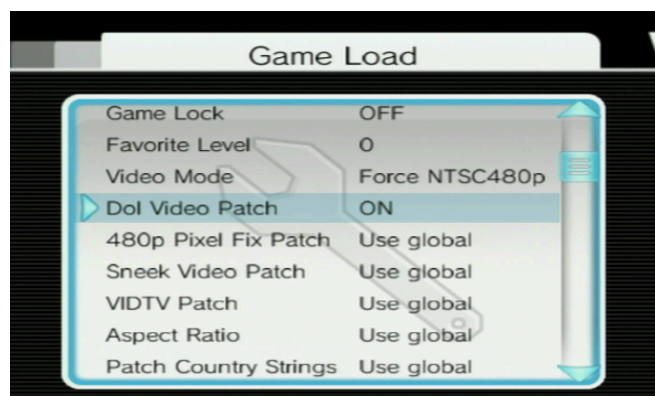 Game Load
Game Lock OFF
Favorite Level 0
Video Mode Force NTSC480p
Dol Video Patch ON
480p Pixel Fix Patch Use global
Sneek Video Patch Use global
VIDTV Patch Use global
Aspect Ratio Use global
Patch Country Strings Use global